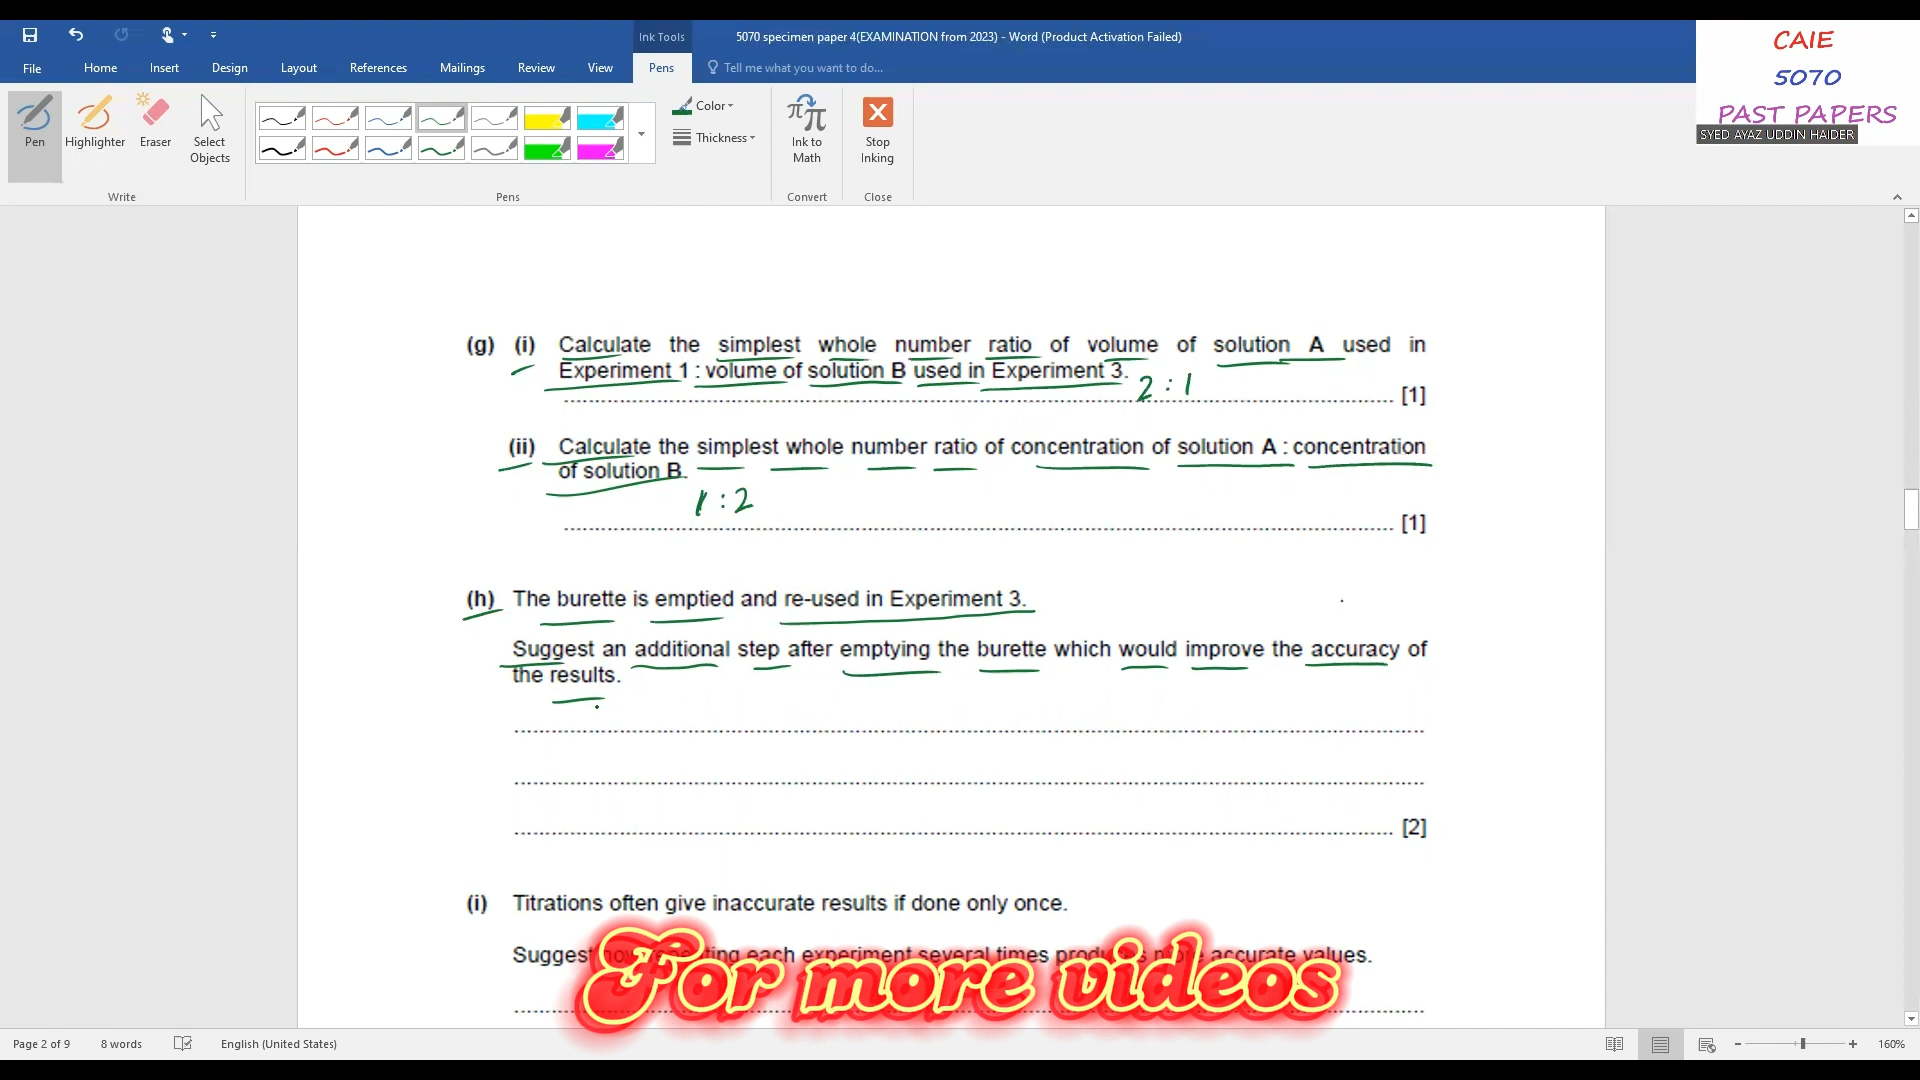 Ink Tools
5070 specimen paper 4(EXAMINATION from 2023) - Word (Product Activation Failed)
File Home Insert Design Layout References Mailings Review View Pens Tell me what you want to do...
CAIE
5070
PAST PAPERS
SYED AYAZ UDDIN HAIDER
Pen Highlighter Eraser Select Objects
Color
Thickness
Ink to Math
Stop Inking
Write Pens Convert Close
(g) (i) Calculate the simplest whole number ratio of volume of solution A used in
Experiment 1 : volume of solution B used in Experiment 3.
2 : 1
[1]
(ii) Calculate the simplest whole number ratio of concentration of solution A : concentration
of solution B.
1 : 2
[1]
(h) The burette is emptied and re-used in Experiment 3.
Suggest an additional step after emptying the burette which would improve the accuracy of
the results.
[2]
(i) Titrations often give inaccurate results if done only once.
Suggest each experiment several times accurate values.
For more videos
Page 2 of 9 8 words English (United States) 160%